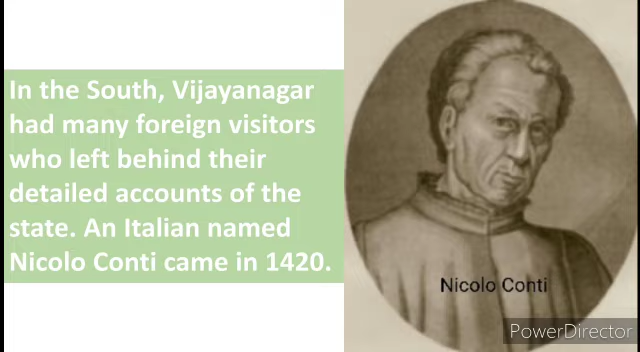 In the South, Vijayanagar
had many foreign visitors
who left behind their
detailed accounts of the
state. An Italian named
Nicolo Conti came in 1420.
Nicolo Conti
PowerDirector